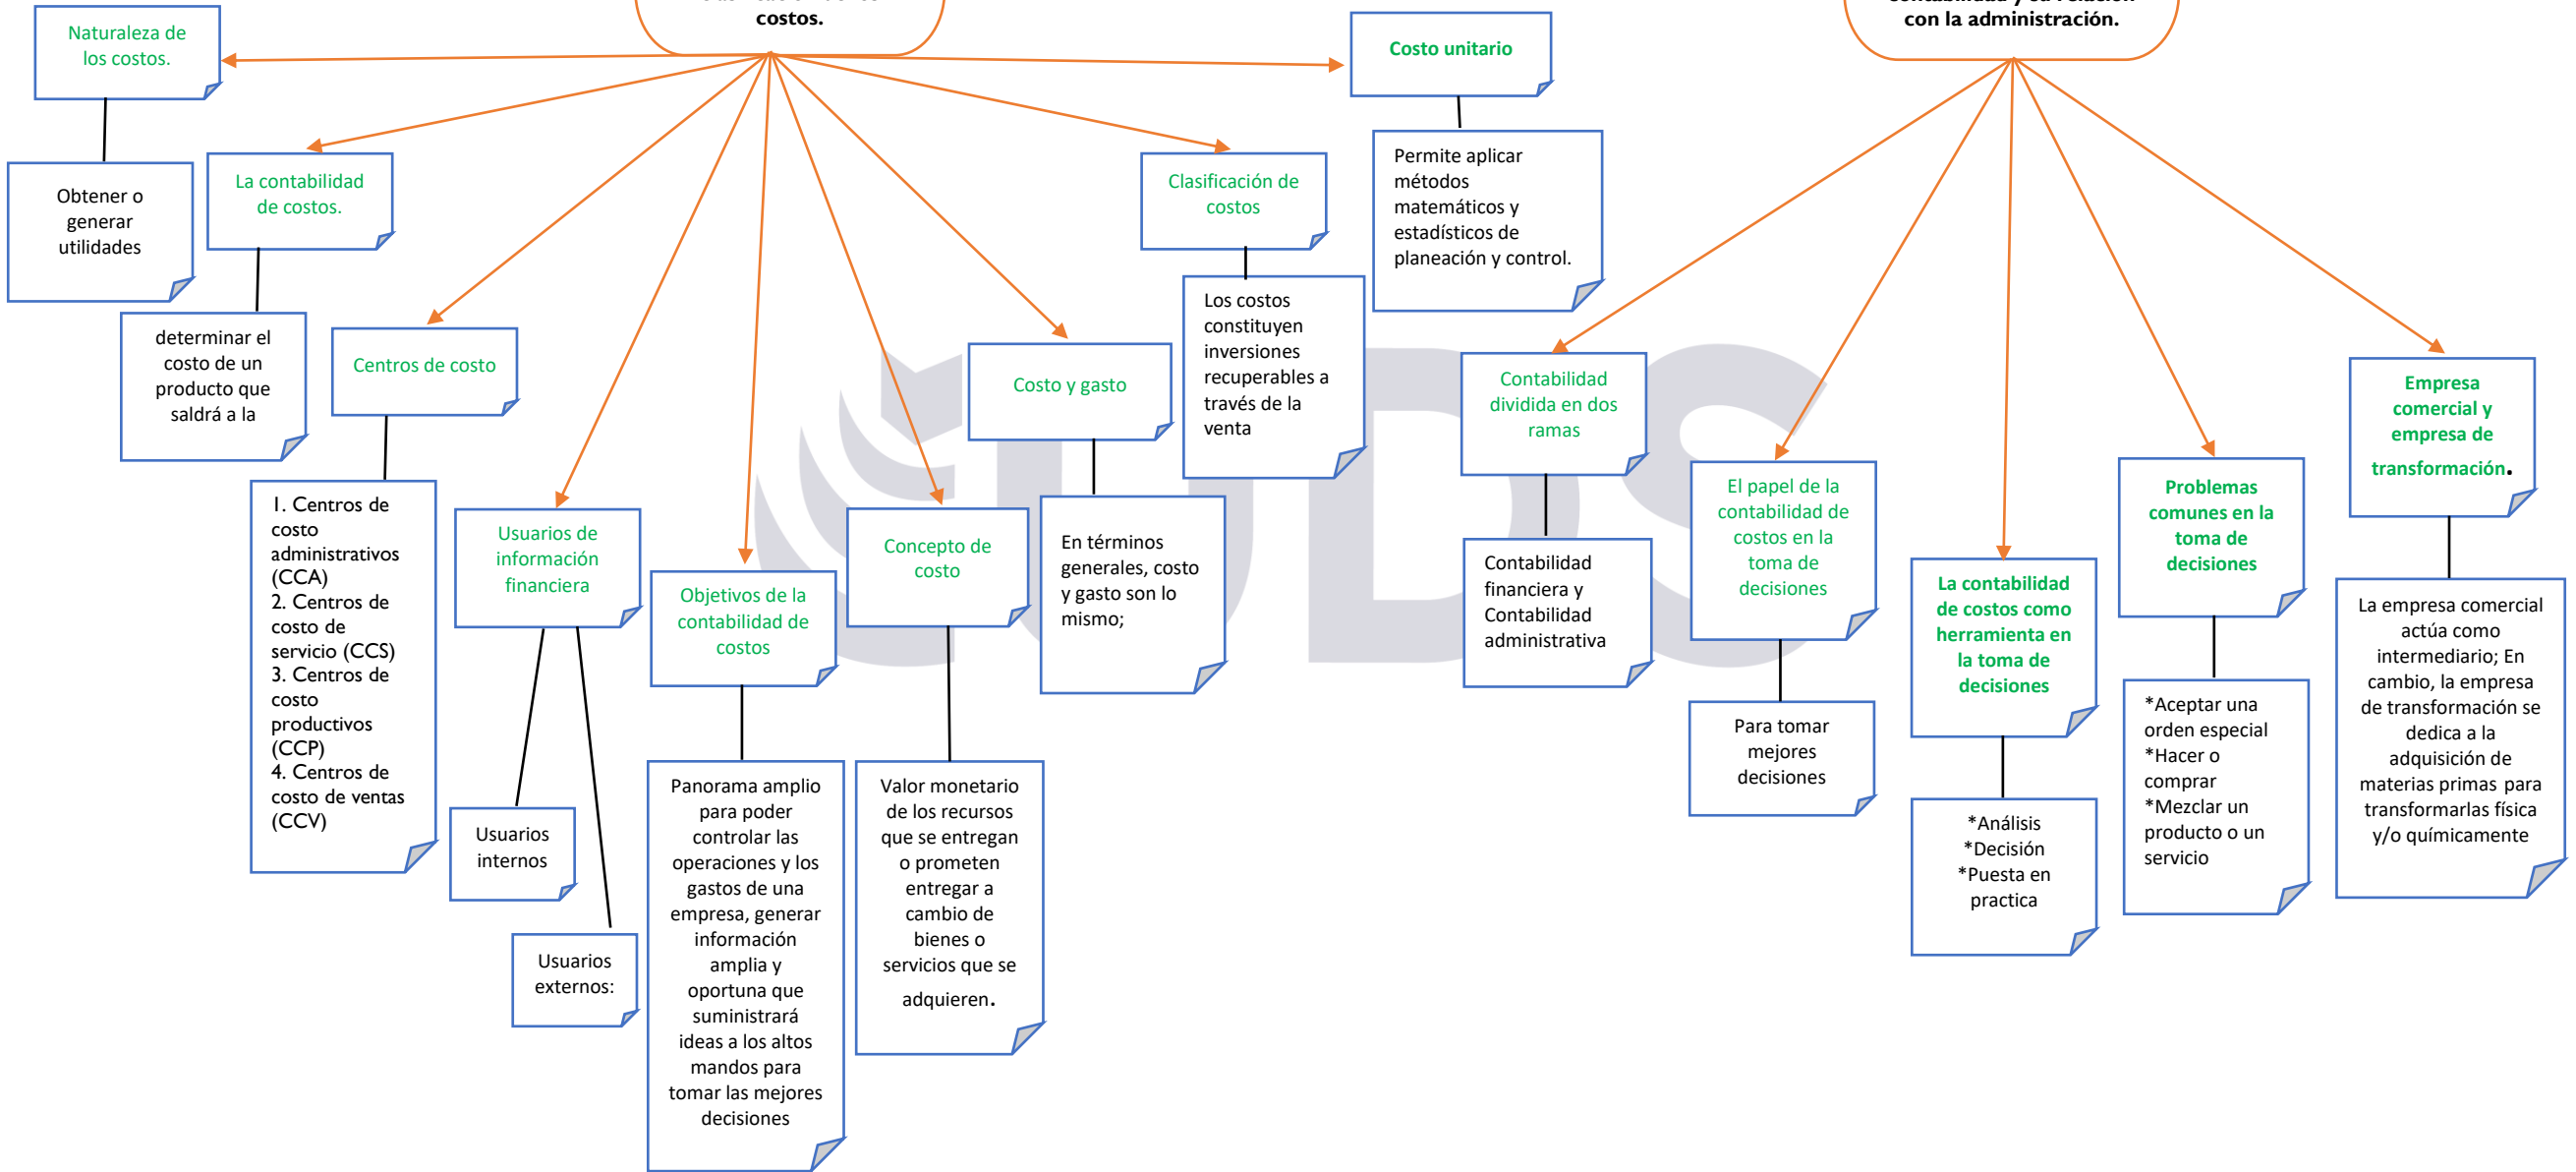 costos.
contabilidad y su relación
con la administración.
Naturaleza de
los costos.
Obtener o
generar
utilidades
La contabilidad
de costos.
determinar el
costo de un
producto que
saldrá a la
Centros de costo
1. Centros de
costo
administrativos
(CCA)
2. Centros de
costo de
servicio (CCS)
3. Centros de
costo
productivos
(CCP)
4. Centros de
costo de ventas
(CCV)
Usuarios de
información
financiera
Usuarios
internos
Usuarios
externos:
Objetivos de la
contabilidad de
costos
Panorama amplio
para poder
controlar las
operaciones y los
gastos de una
empresa, generar
información
amplia y
oportuna que
suministrará
ideas a los altos
mandos para
tomar las mejores
decisiones
Concepto de
costo
Valor monetario
de los recursos
que se entregan
o prometen
entregar a
cambio de
bienes o
servicios que se
adquieren.
Costo y gasto
En términos
generales, costo
y gasto son lo
mismo;
Clasificación de
costos
Los costos
constituyen
inversiones
recuperables a
través de la
venta
Costo unitario
Permite aplicar
métodos
matemáticos y
estadísticos de
planeación y control.
Contabilidad
dividida en dos
ramas
Contabilidad
financiera y
Contabilidad
administrativa
El papel de la
contabilidad de
costos en la
toma de
decisiones
Para tomar
mejores
decisiones
La contabilidad
de costos como
herramienta en
la toma de
decisiones
*Análisis
*Decisión
*Puesta en
practica
Problemas
comunes en la
toma de
decisiones
*Aceptar una
orden especial
*Hacer o
comprar
*Mezclar un
producto o un
servicio
Empresa
comercial y
empresa de
transformación.
La empresa comercial
actúa como
intermediario; En
cambio, la empresa
de transformación se
dedica a la
adquisición de
materias primas para
transformarlas física
y/o químicamente
UDS